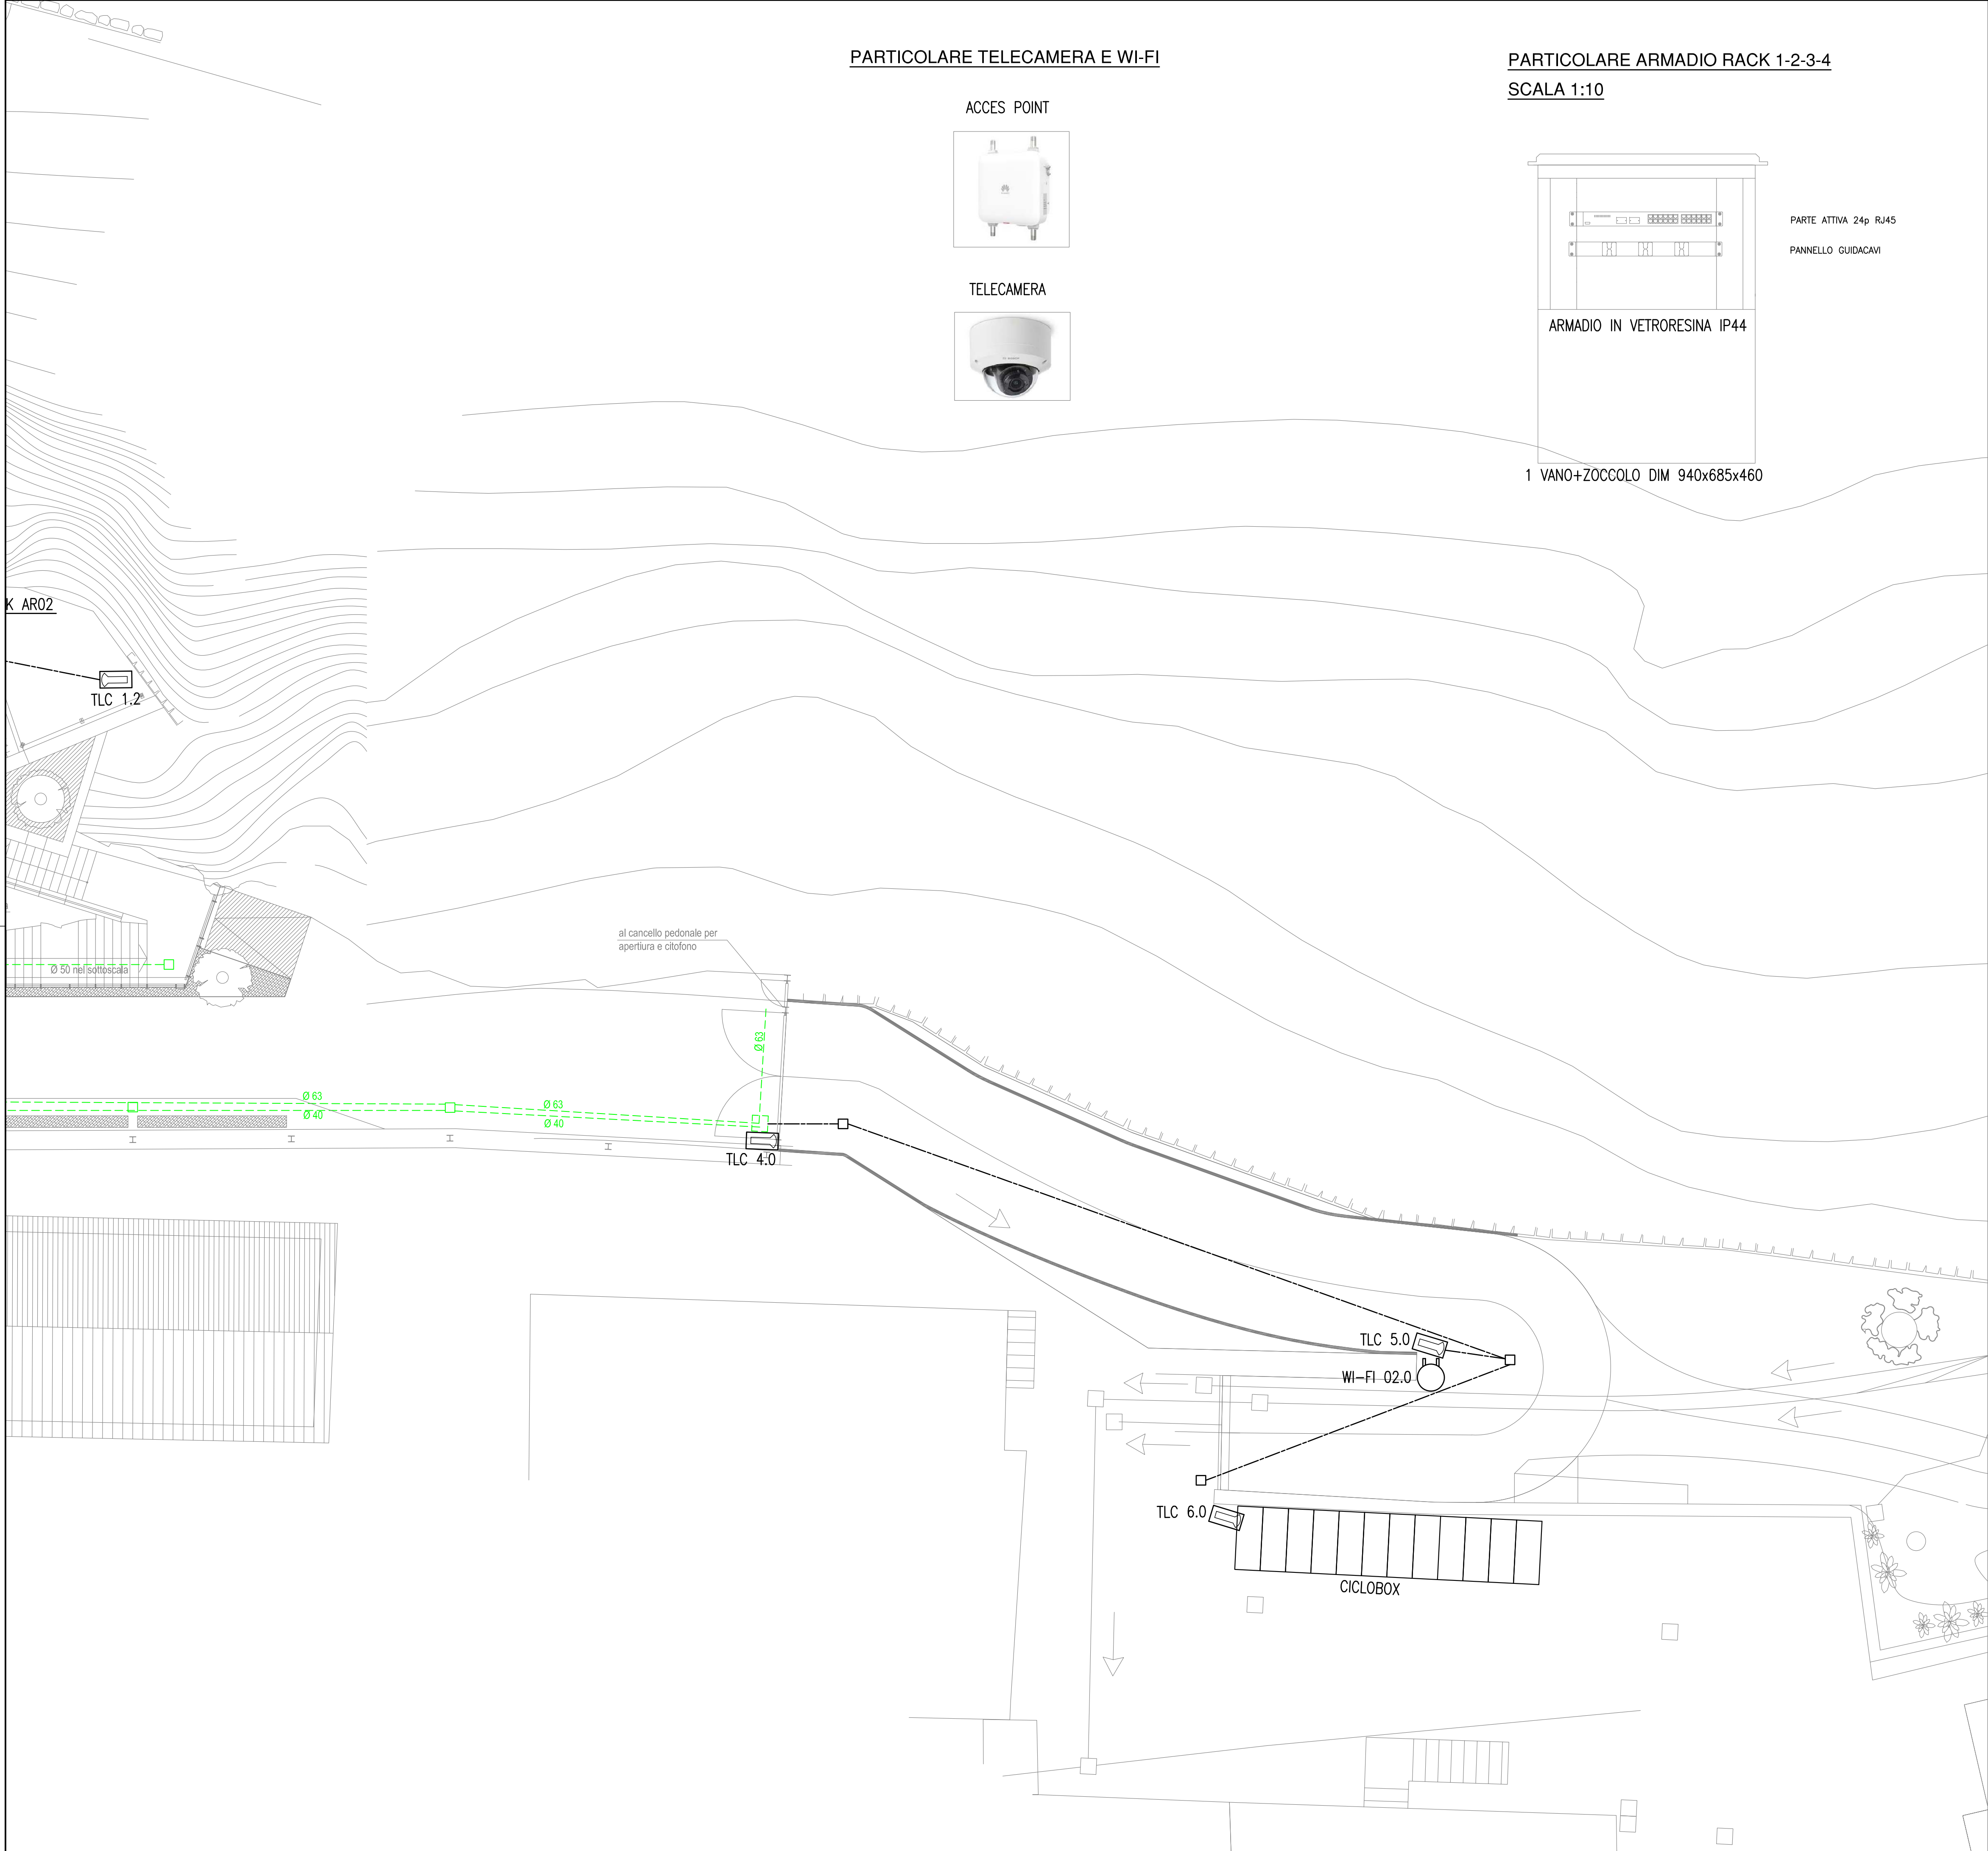 PARTICOLARE TELECAMERA E WI-FI
ACCES POINT
TELECAMERA
PARTICOLARE ARMADIO RACK 1-2-3-4
SCALA 1:10
PARTE ATTIVA 24p RJ45
PANNELLO GUIDACAVI
ARMADIO IN VETRORESINA IP44
1 VANO+ZOCCOLO DIM 940x685x460
K AR02
TLC 1.2
al cancello pedonale per
apertiura e citofono
Ø 50 nel sottoscala
Ø 63
Ø 63
Ø 40
Ø 63
Ø 40
TLC 4.0
TLC 5.0
WI-FI 02.0
TLC 6.0
CICLOBOX